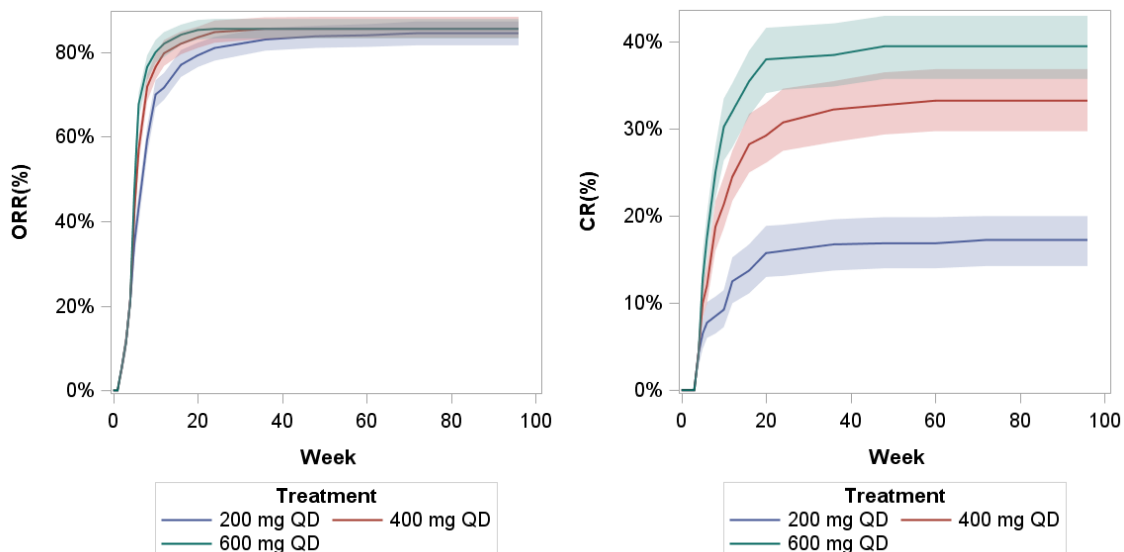 ORR(%)
80%
60%
40%
20%
0%
0 20 40 60 80 100
Week
Treatment
200 mg QD 400 mg QD
600 mg QD
CR(%)
40%
30%
20%
10%
0%
0 20 40 60 80 100
Week
Treatment
200 mg QD 400 mg QD
600 mg QD